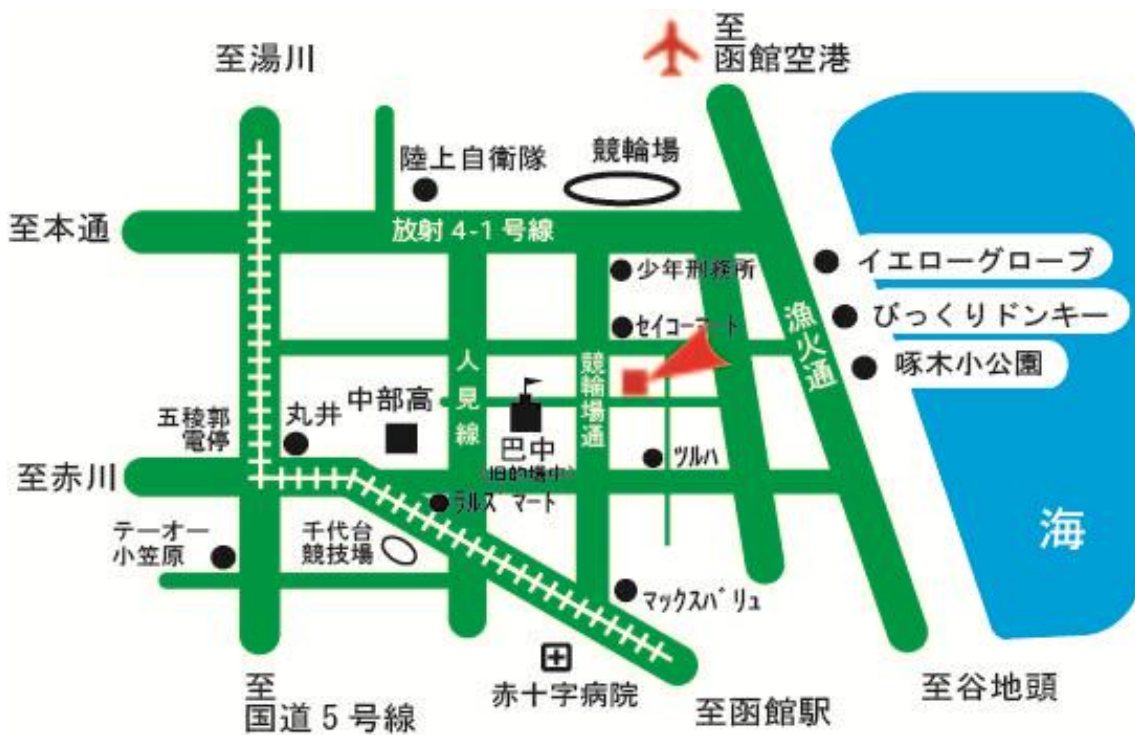 至
函館空港
至湯川
陸上自衛隊
競輪場
至本通
放射4-1号線
少年刑務所
イエローグローブ
びっくりドンキー
セイコーマート
漁火通
啄木小公園
人見線
競輪場通
中部高
丸井
五稜郭
電停
巴中
(旧的場中)
ツルハ
至赤川
ラルズマート
テーオー
小笠原
千代台
競技場
海
マックスバリュ
赤十字病院
至
国道5号線
至函館駅
至谷地頭